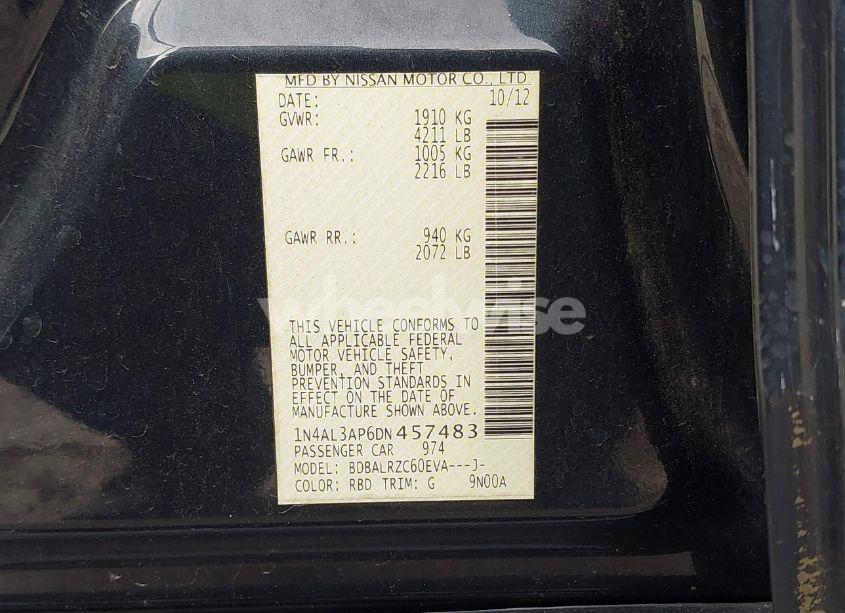 MFD BY NISSAN MOTOR CO., LTD.
DATE: 10/12
GVWR: 1910 KG
4211 LB
GAWR FR.: 1005 KG
2216 LB
GAWR RR.: 940 KG
2072 LB
wheelwise
THIS VEHICLE CONFORMS TO
ALL APPLICABLE FEDERAL
MOTOR VEHICLE SAFETY,
BUMPER, AND THEFT
PREVENTION STANDARDS IN
EFFECT ON THE DATE OF
MANUFACTURE SHOWN ABOVE.
1N4AL3AP6DN457483
PASSENGER CAR 974
MODEL: BDBALRZC60EVA---J-
COLOR: RBD TRIM: G 9N00A